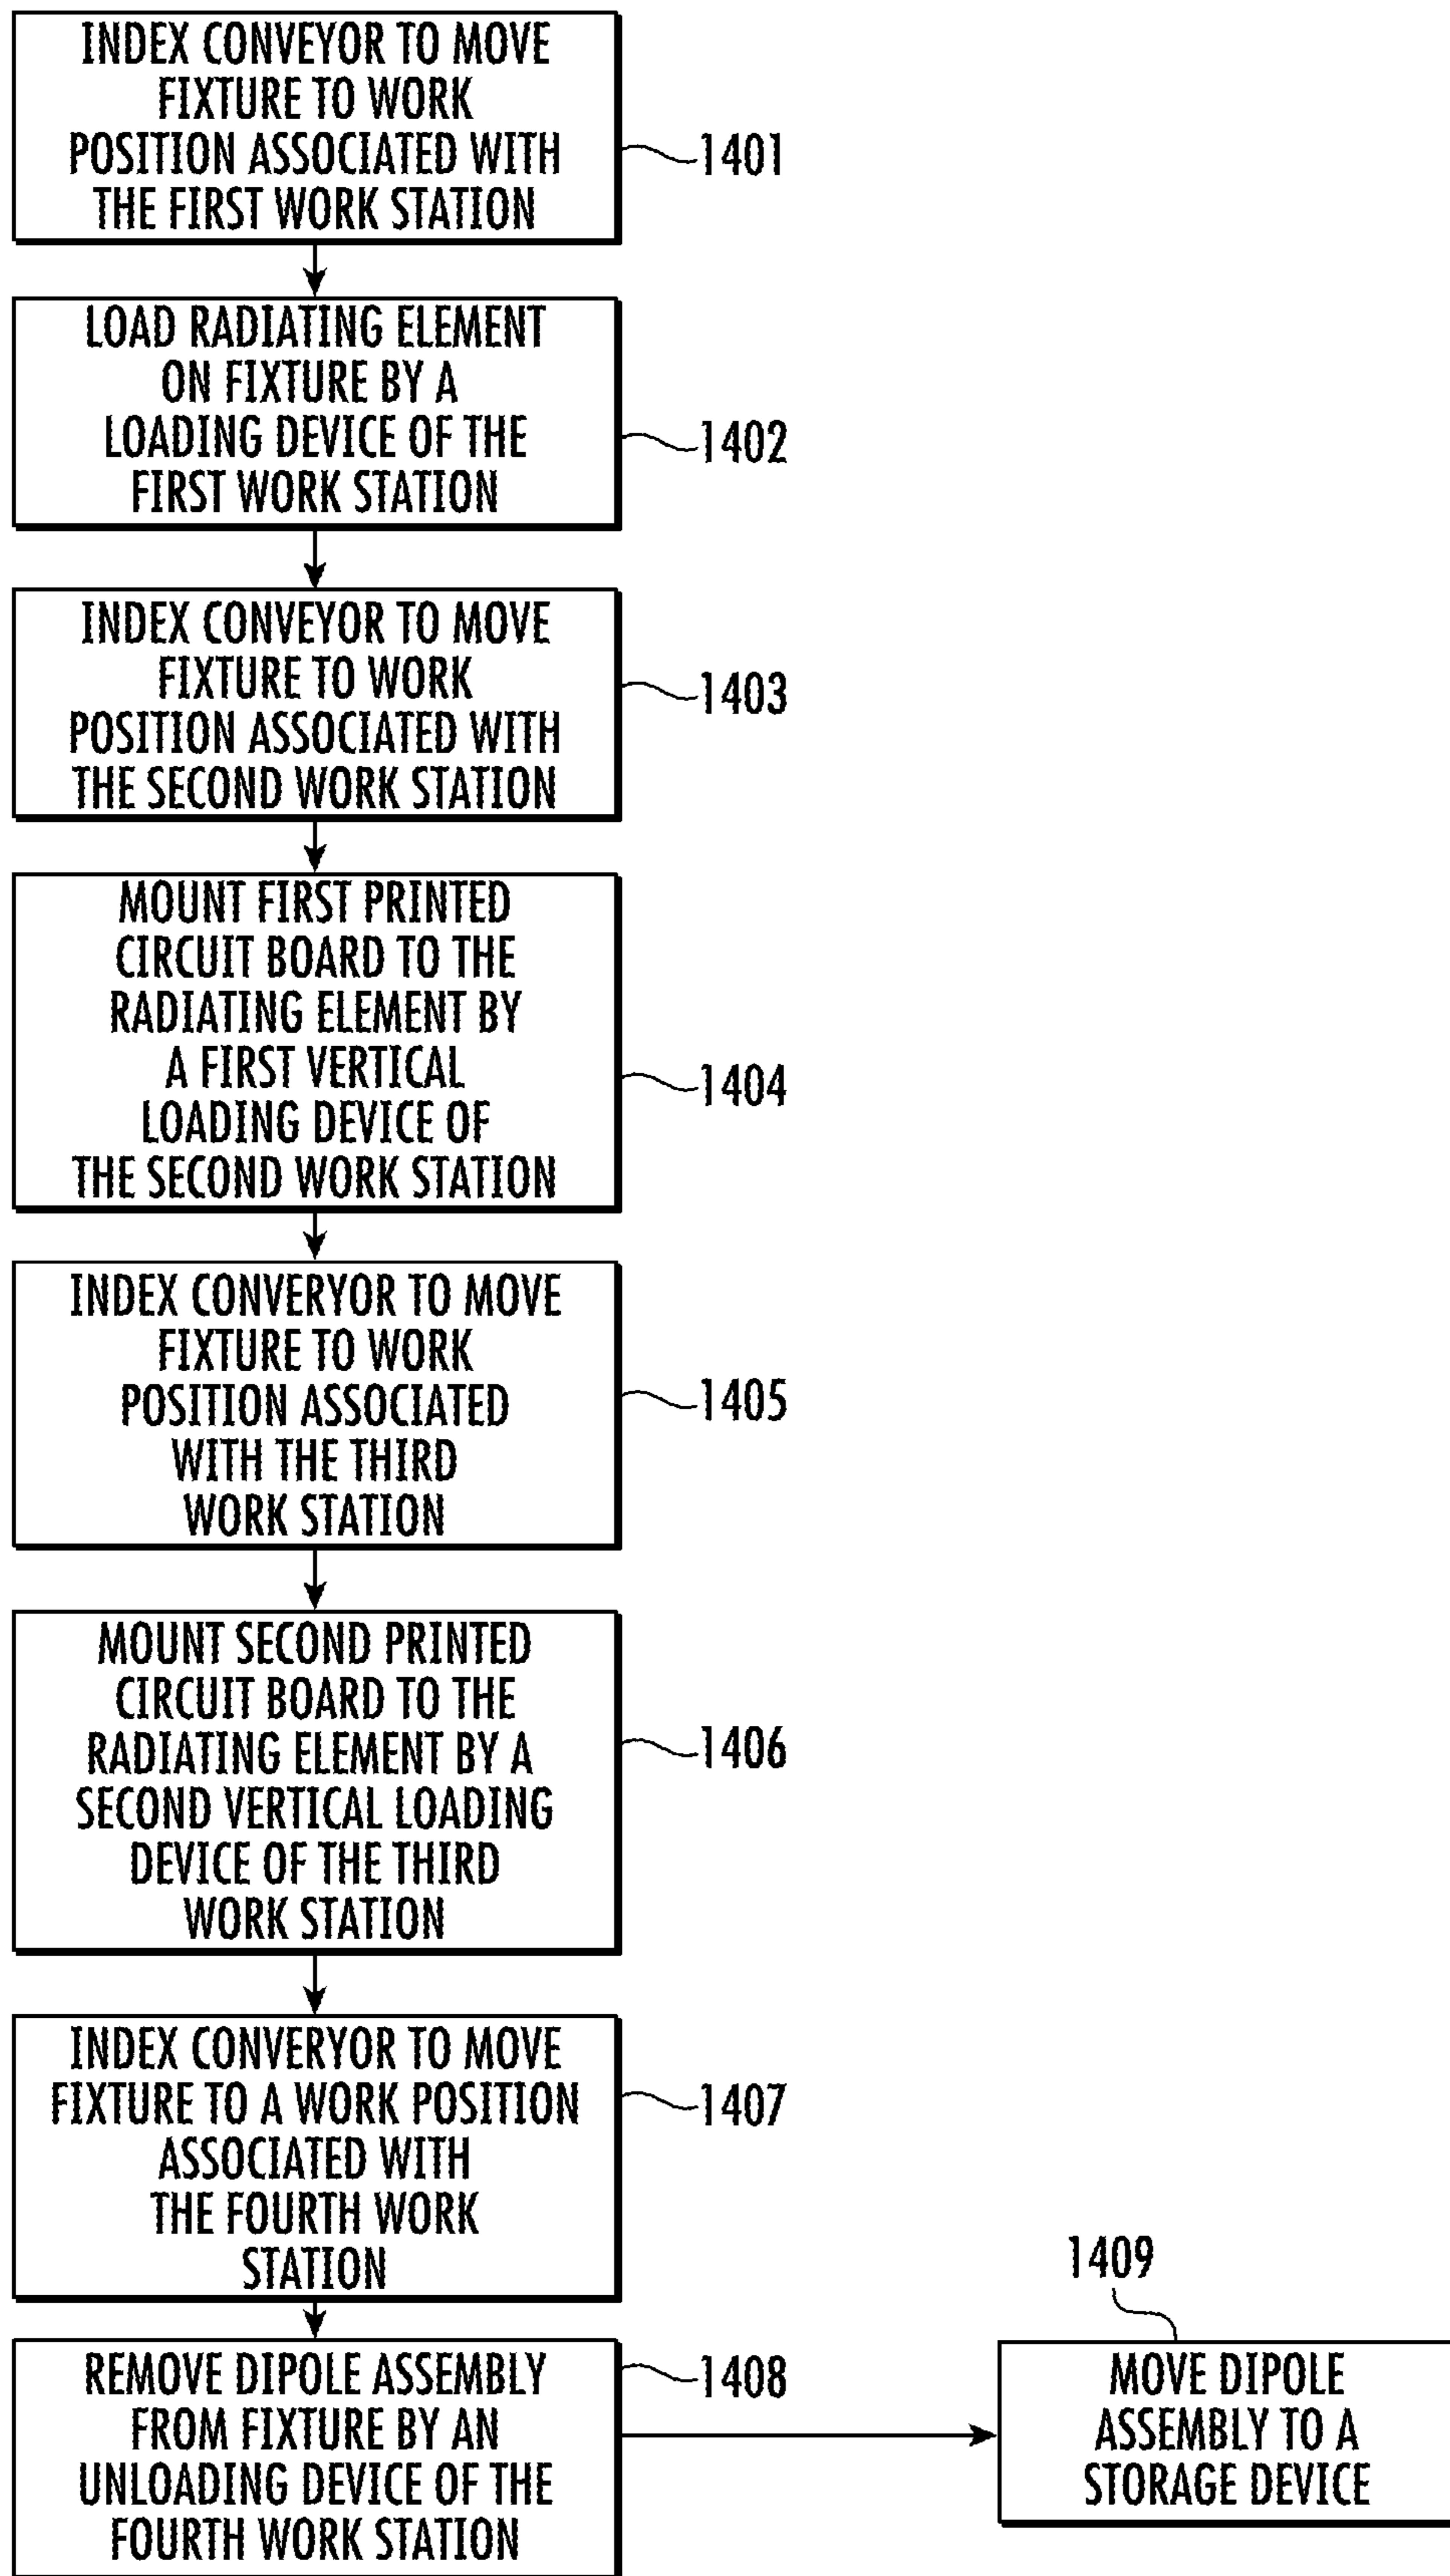 INDEX CONVEYOR TO MOVE
FIXTURE TO WORK
POSITION ASSOCIATED WITH
THE FIRST WORK STATION
1401
LOAD RADIATING ELEMENT
ON FIXTURE BY A
LOADING DEVICE OF THE
FIRST WORK STATION
1402
INDEX CONVEYOR TO MOVE
FIXTURE TO WORK
POSITION ASSOCIATED WITH
THE SECOND WORK STATION
1403
MOUNT FIRST PRINTED
CIRCUIT BOARD TO THE
RADIATING ELEMENT BY
A FIRST VERTICAL
LOADING DEVICE OF
THE SECOND WORK STATION
1404
INDEX CONVERYOR TO MOVE
FIXTURE TO WORK
POSITION ASSOCIATED
WITH THE THIRD
WORK STATION
1405
MOUNT SECOND PRINTED
CIRCUIT BOARD TO THE
RADIATING ELEMENT BY A
SECOND VERTICAL LOADING
DEVICE OF THE THIRD
WORK STATION
1406
INDEX CONVERYOR TO MOVE
FIXTURE TO A WORK POSITION
ASSOCIATED WITH
THE FOURTH WORK
STATION
1407
REMOVE DIPOLE ASSEMBLY
FROM FIXTURE BY AN
UNLOADING DEVICE OF THE
FOURTH WORK STATION
1408
1409
MOVE DIPOLE
ASSEMBLY TO A
STORAGE DEVICE